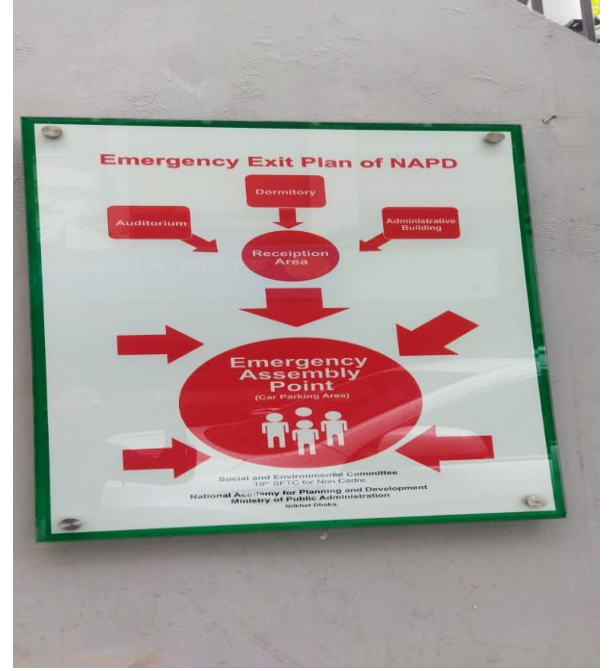 Emergency Exit Plan of NAPD
Dormitory
Auditorium
Administrative
Building
Receiption
Area
Emergency
Assembly
Point
(Car Parking Area)
Social and Environmental Committee
19th SFTC for Non Cadre
National Academy for Planning and Development
Ministry of Public Administration
Nilkhet Dhaka.